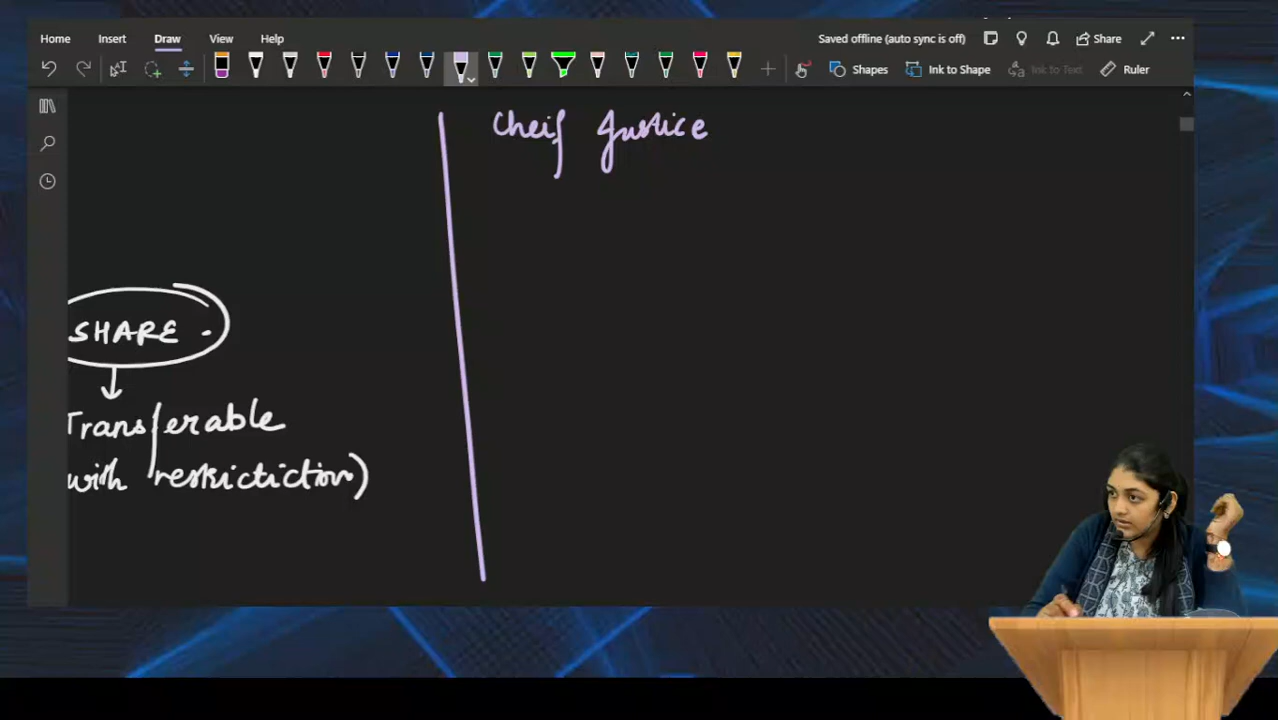 Home Insert Draw View Help Saved offline (auto sync is off) Share
Shapes Ink to Shape Ink to Text Ruler
Cheif Justice
SHARE
Transferable
with restrictiction)